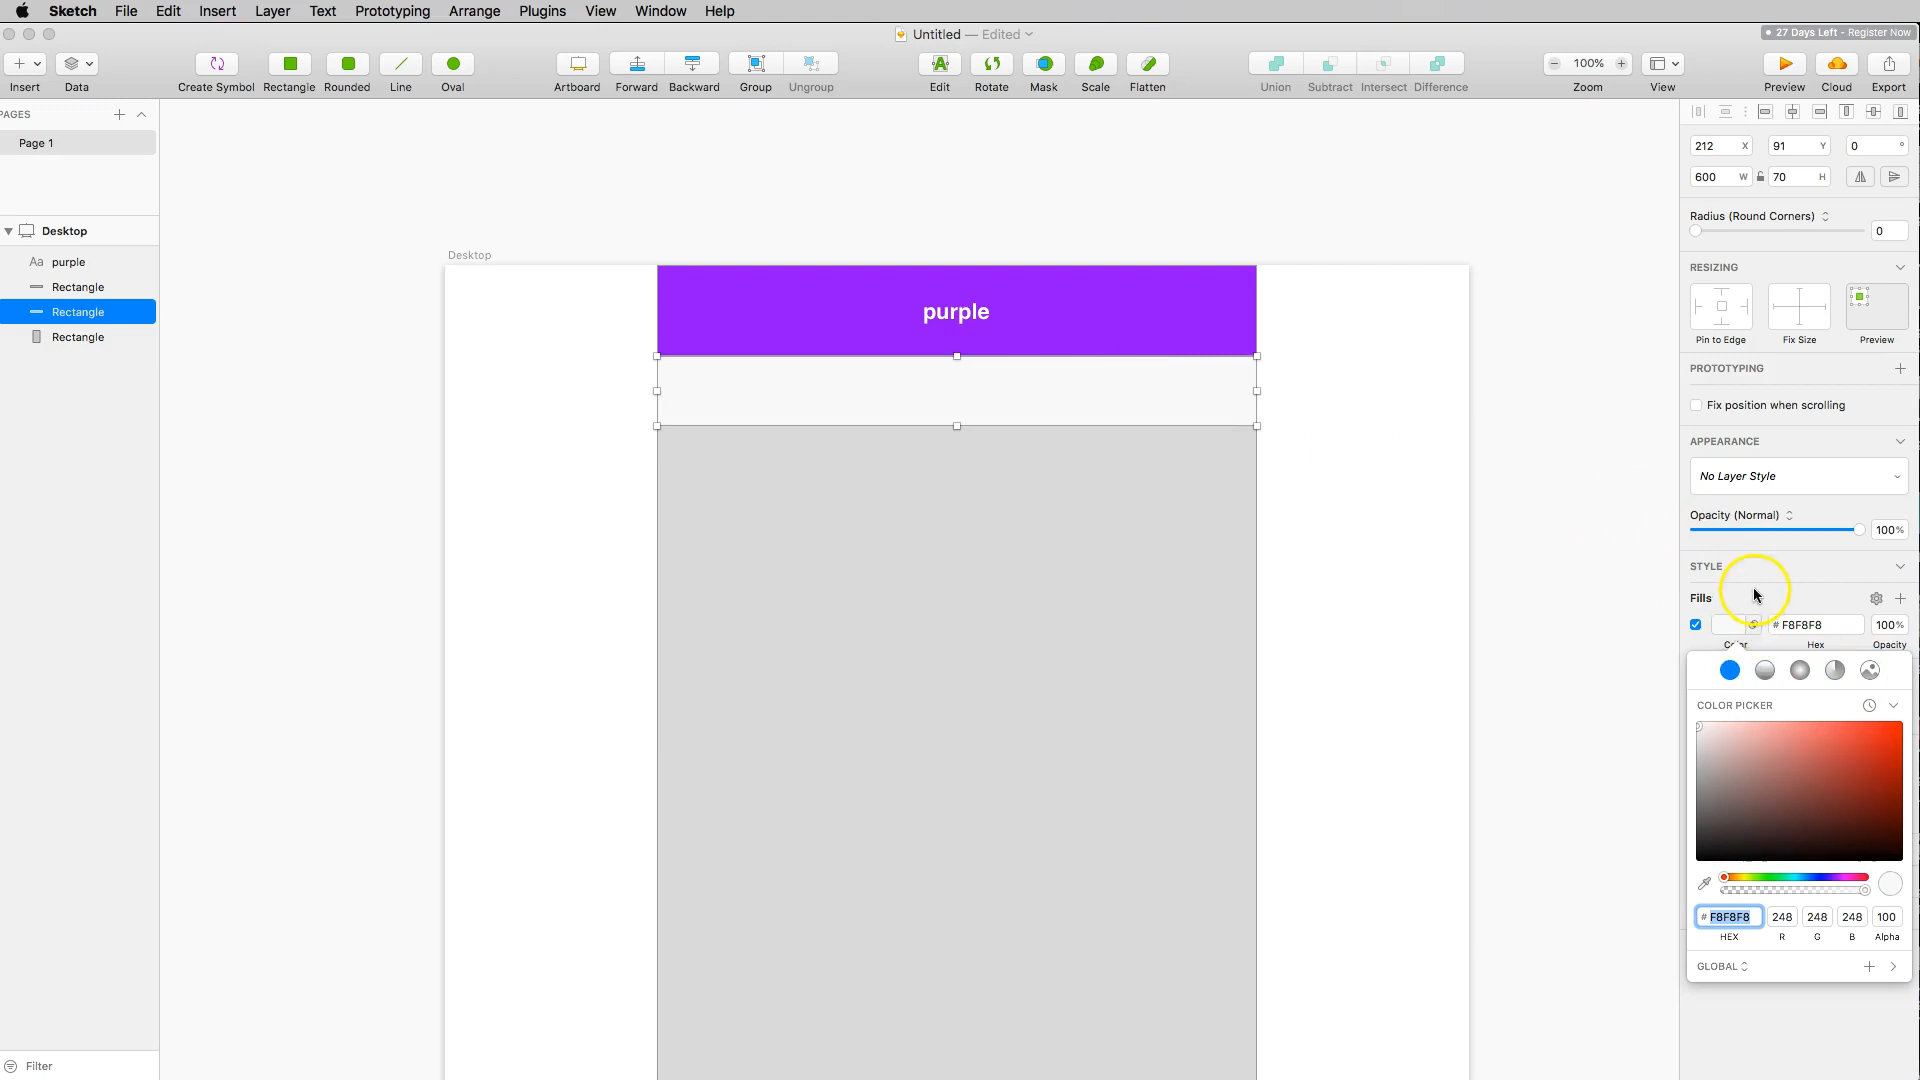 Sketch File Edit Insert Layer Text Prototyping Arrange Plugins View Window Help
Untitled — Edited
27 Days Left - Register Now
Insert Data Create Symbol Rectangle Rounded Line Oval Artboard Forward Backward Group Ungroup Edit Rotate Mask Scale Flatten Union Subtract Intersect Difference
100%
Zoom View Preview Cloud Export
PAGES
Page 1
Desktop
Aa purple
Rectangle
Rectangle
Rectangle
Filter
Desktop
purple
212 X 91 Y 0 °
600 W 70 H
Radius (Round Corners)
0
RESIZING
Pin to Edge Fix Size Preview
PROTOTYPING
Fix position when scrolling
APPEARANCE
No Layer Style
Opacity (Normal)
100%
STYLE
Fills
# F8F8F8 100%
Color Hex Opacity
COLOR PICKER
# F8F8F8 248 248 248 100
HEX R G B Alpha
GLOBAL